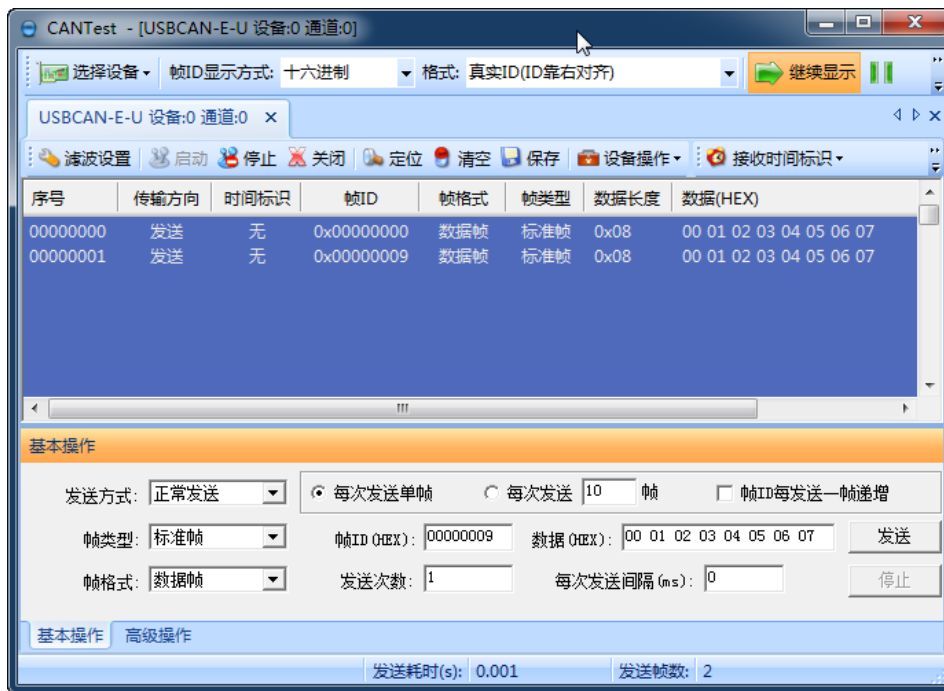 CANTest - [USBCAN-E-U 设备:0 通道:0]
选择设备 帧ID显示方式: 十六进制 格式: 真实ID(ID靠右对齐) 继续显示
USBCAN-E-U 设备:0 通道:0
滤波设置 启动 停止 关闭 定位 清空 保存 设备操作 接收时间标识
序号 传输方向 时间标识 帧ID 帧格式 帧类型 数据长度 数据(HEX)
00000000 发送 无 0x00000000 数据帧 标准帧 0x08 00 01 02 03 04 05 06 07
00000001 发送 无 0x00000009 数据帧 标准帧 0x08 00 01 02 03 04 05 06 07
基本操作
发送方式: 正常发送 每次发送单帧 每次发送 10 帧 帧ID每发送一帧递增
帧类型: 标准帧 帧ID(HEX): 00000009 数据(HEX): 00 01 02 03 04 05 06 07 发送
帧格式: 数据帧 发送次数: 1 每次发送间隔(ms): 0 停止
基本操作 高级操作
发送耗时(s): 0.001 发送帧数: 2